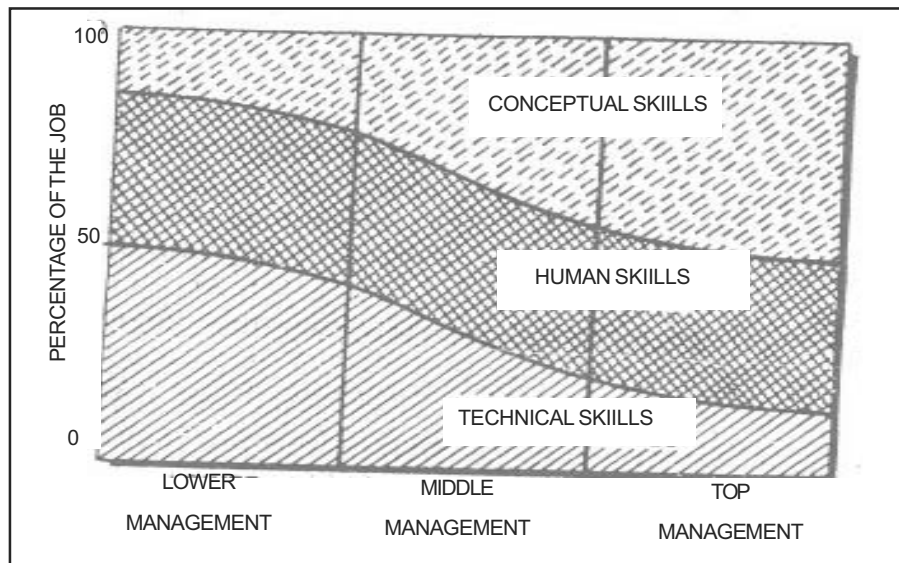 100
CONCEPTUAL SKIILLS
PERCENTAGE OF THE JOB
50
HUMAN SKIILLS
TECHNICAL SKIILLS
0
LOWER
MANAGEMENT
MIDDLE
MANAGEMENT
TOP
MANAGEMENT